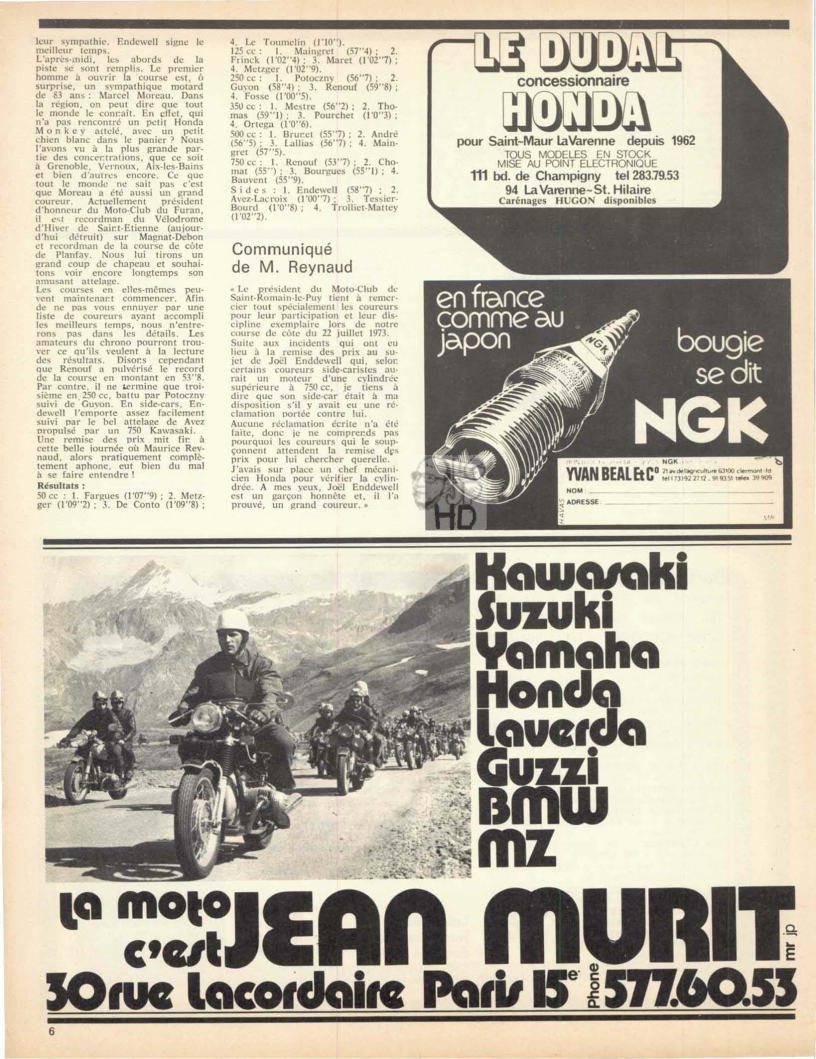 leur sympathie. Endewell signe le
meilleur temps.
L'après-midi, les abords de la
piste se sont remplis. Le premier
homme à ouvrir la course est, ô
surprise, un sympathique motard
de 83 ans : Marcel Moreau. Dans
la région, on peut dire que tout
le monde le connaît. En effet, qui
n'a pas rencontré un petit Honda
Monkey attelé, avec un petit
chien blanc dans le panier ? Nous
l'avons vu à la plus grande par-
tie des concentrations, que ce soit
à Grenoble, Vernoux, Aix-les-Bains
et bien d'autres encore. Ce que
tout le monde ne sait pas c'est
que Moreau a été aussi un grand
coureur. Actuellement président
d'honneur du Moto-Club du Furan,
il est recordman du Vélodrome
d'Hiver de Saint-Etienne (aujour-
d'hui détruit) sur Magnat-Debon
et recordman de la course de côte
de Planfay. Nous lui tirons un
grand coup de chapeau et souhai-
tons voir encore longtemps son
amusant attelage.
Les courses en elles-mêmes peu-
vent maintenant commencer. Afin
de ne pas vous ennuyer par une
liste de coureurs ayant accompli
les meilleurs temps, nous n'entre-
rons pas dans les détails. Les
amateurs du chrono pourront trou-
ver ce qu'ils veulent à la lecture
des résultats. Disons cependant
que Renouf a pulvérisé le record
de la course en montant en 53''8.
Par contre, il ne termine que troi-
sième en 250 cc, battu par Potoczny
suivi de Guyon. En side-cars, En-
dewell l'emporte assez facilement
suivi par le bel attelage de Avez
propulsé par un 750 Kawasaki.
Une remise des prix mit fin à
cette belle journée où Maurice Rey-
naud, alors pratiquement complè-
tement aphone, eut bien du mal
à se faire entendre !
Résultats :
50 cc : 1. Fargues (1'07''9) ; 2. Metz-
ger (1'09''2) ; 3. De Conto (1'09''8) ;
4. Le Toumelin (1'10'').
125 cc : 1. Maingret (57''4) ; 2.
Frinck (1'02''4) ; 3. Maret (1'02''7) ;
4. Metzger (1'02''9).
250 cc : 1. Potoczny (56''7) ; 2.
Guyon (58''4) ; 3. Renouf (59''8) ;
4. Fosse (1'00''5).
350 cc : 1. Mestre (56''2) ; 2. Tho-
mas (59''1) ; 3. Pourchet (1'0''3) ;
4. Ortega (1'0''6).
500 cc : 1. Brunet (55''7) ; 2. André
(56''5) ; 3. Lallias (56''7) ; 4. Main-
gret (57''5).
750 cc : 1. Renouf (53''7) ; 2. Cho-
mat (55'') ; 3. Bourgues (55''1) ; 4.
Bauvent (55''9).
Sides : 1. Endewell (58''7) ; 2.
Avez-Lacroix (1'00''7) ; 3. Tessier-
Bourd (1'0''8) ; 4. Trolliet-Mattey
(1'02''2).
Communiqué
de M. Reynaud
« Le président du Moto-Club de
Saint-Romain-le-Puy tient à remer-
cier tout spécialement les coureurs
pour leur participation et leur dis-
cipline exemplaire lors de notre
course de côte du 22 juillet 1973.
Suite aux incidents qui ont eu
lieu à la remise des prix au su-
jet de Joël Enddewell qui, selon
certains coureurs side-caristes au-
rait un moteur d'une cylindrée
supérieure à 750 cc, je tiens à
dire que son side-car était à ma
disposition s'il y avait eu une ré-
clamation portée contre lui.
Aucune réclamation écrite n'a été
faite, donc je ne comprends pas
pourquoi les coureurs qui le soup-
çonnent attendent la remise des
prix pour lui chercher querelle.
J'avais sur place un chef mécani-
cien Honda pour vérifier la cylin-
drée. A mes yeux, Joël Enddewell
est un garçon honnête et, il l'a
prouvé, un grand coureur. »
LE DUDAL
concessionnaire
HONDA
pour Saint-Maur LaVarenne depuis 1962
TOUS MODELES EN STOCK
MISE AU POINT ELECTRONIQUE
111 bd. de Champigny tel 283.79.53
94 La Varenne-St. Hilaire
Carénages HUGON disponibles
en france
comme au
japon
NGK
bougie
se dit
NGK
NGK
YVAN BEAL & Co 21 av. de l'agriculture 63100 clermont-fd
tel (73) 92 27 12 . 91 93 51 telex 39 909
NOM :
ADRESSE :
HAVAS
HD
Kawasaki
Suzuki
Yamaha
Honda
Laverda
Guzzi
BMW
MZ
la moto
c'est JEAN MURIT
30 rue Lacordaire Paris 15e Phone 577.60.53
mr jp
6